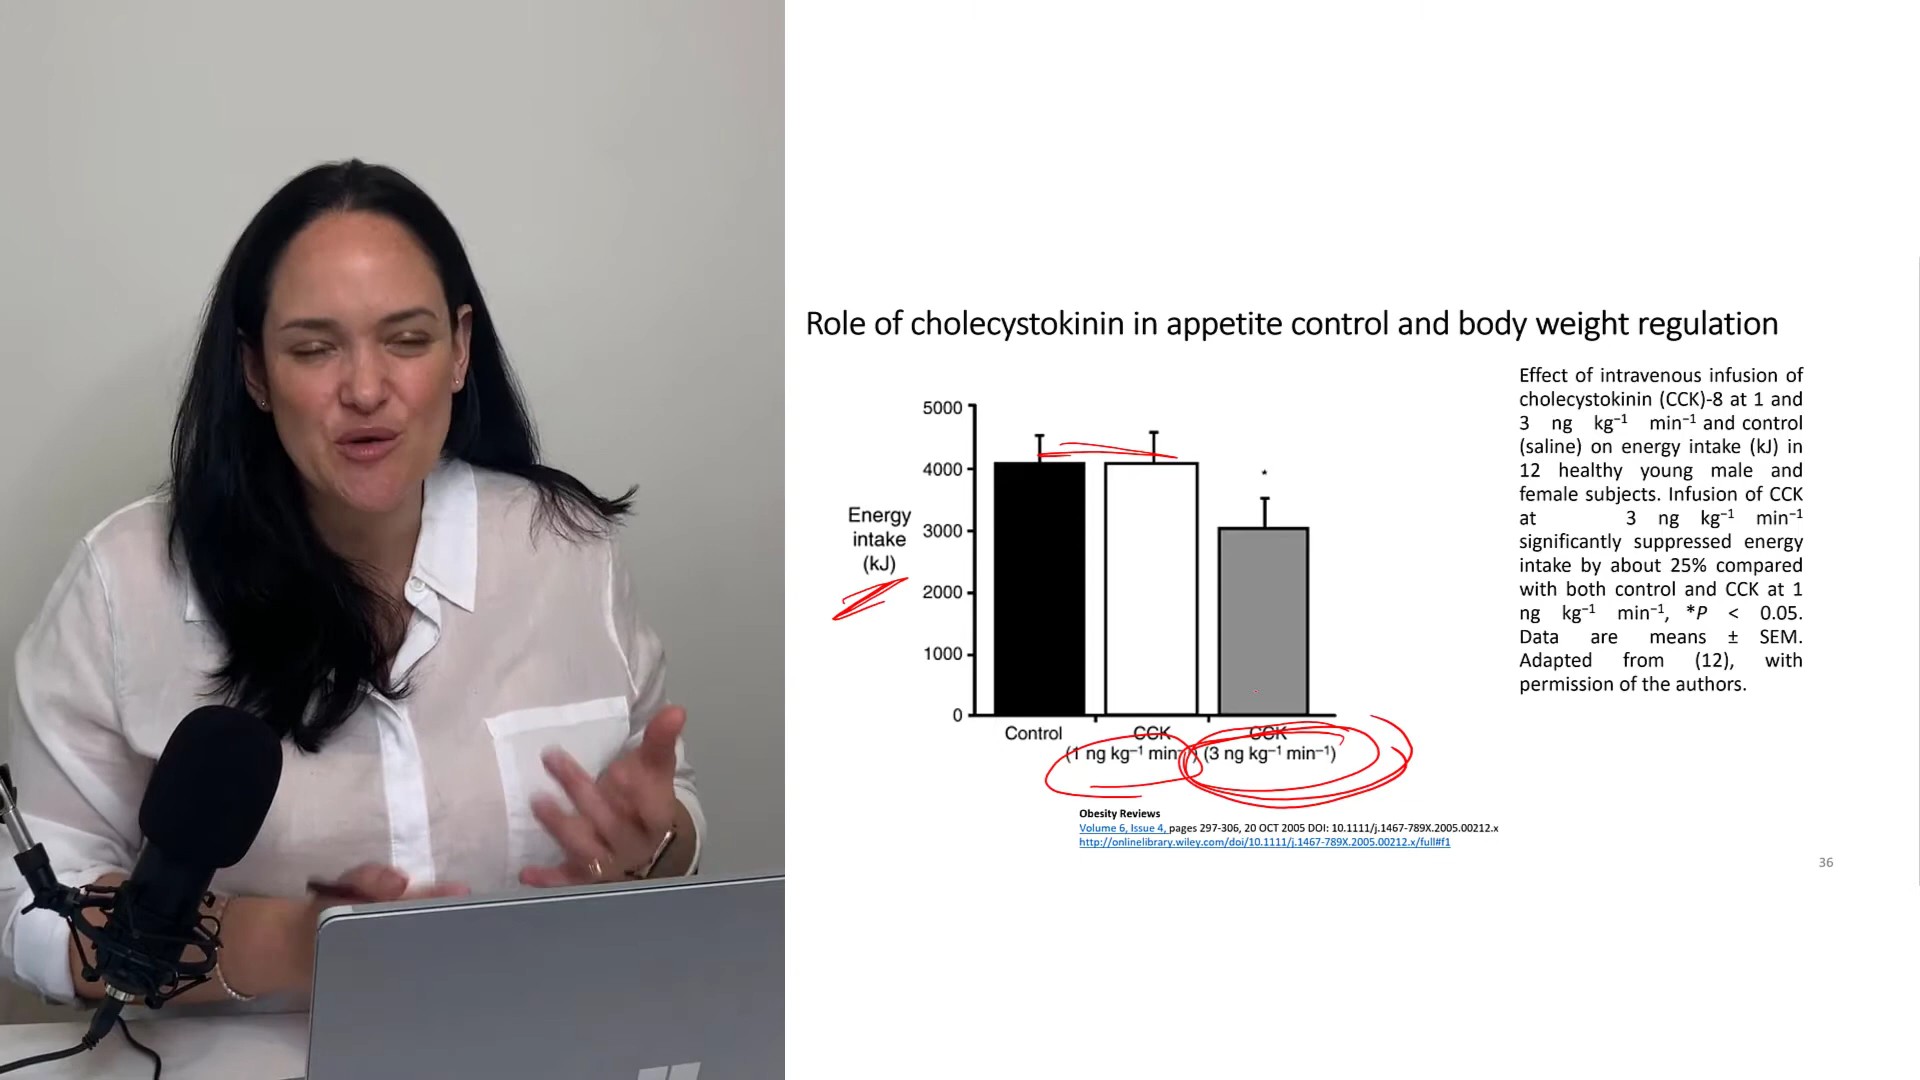 Role of cholecystokinin in appetite control and body weight regulation
5000
4000
3000
2000
1000
0
Energy
intake
(kJ)
*
Control
CCK
(1 ng kg⁻¹ min⁻¹)
CCK
(3 ng kg⁻¹ min⁻¹)
Effect of intravenous infusion of
cholecystokinin (CCK)-8 at 1 and
3 ng kg⁻¹ min⁻¹ and control
(saline) on energy intake (kJ) in
12 healthy young male and
female subjects. Infusion of CCK
at 3 ng kg⁻¹ min⁻¹
significantly suppressed energy
intake by about 25% compared
with both control and CCK at 1
ng kg⁻¹ min⁻¹, *P < 0.05.
Data are means ± SEM.
Adapted from (12), with
permission of the authors.
Obesity Reviews
Volume 6, Issue 4, pages 297-306, 20 OCT 2005 DOI: 10.1111/j.1467-789X.2005.00212.x
http://onlinelibrary.wiley.com/doi/10.1111/j.1467-789X.2005.00212.x/full#f1
36